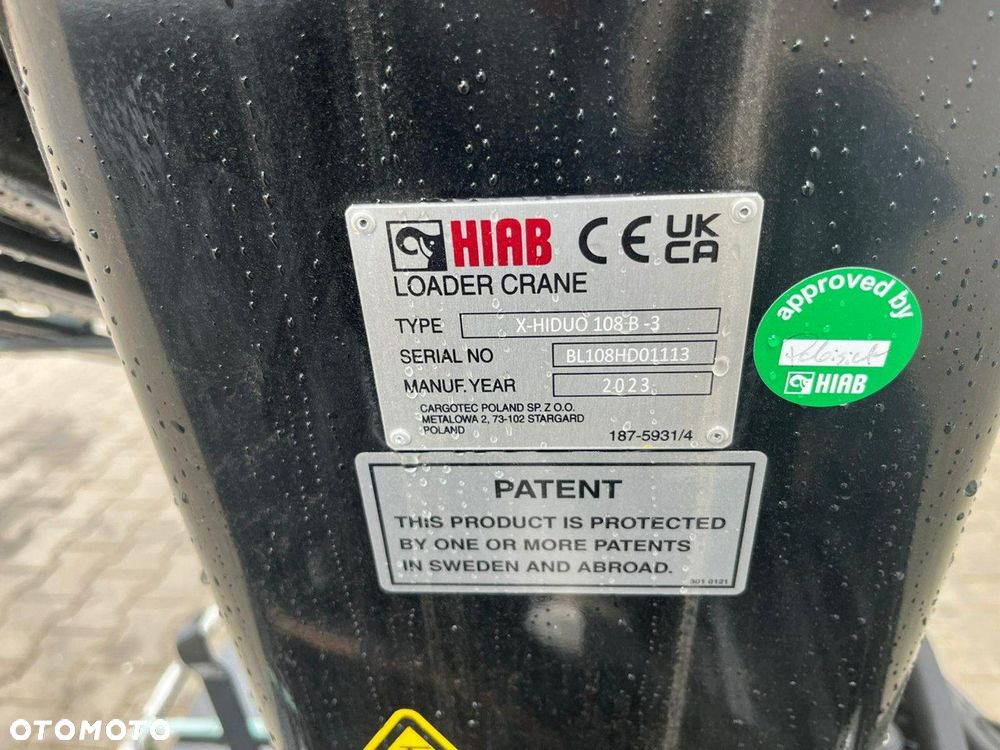 HIAB CE UK CA
LOADER CRANE
TYPE X-HIDUO 108 B -3
SERIAL NO BL108HD01113
MANUF. YEAR 2023
CARGOTEC POLAND SP. Z O.O.
METALOWA 2, 73-102 STARGARD
POLAND
187-5931/4
approved by
HIAB
PATENT
THIS PRODUCT IS PROTECTED
BY ONE OR MORE PATENTS
IN SWEDEN AND ABROAD.
301 0121
OTOMOTO